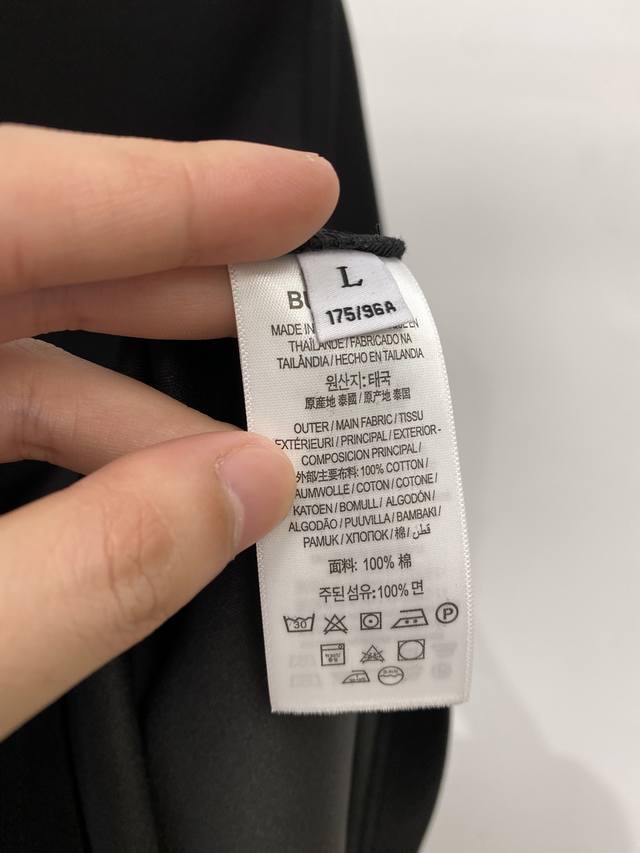 L
175/96A
BU
MADE IN
THAÏLANDE / FABRICADO NA
TAILÂNDIA / HECHO EN TAILANDIA
원산지: 태국
原産地 泰國 / 原产地 泰国
OUTER / MAIN FABRIC / TISSU
EXTÉRIEURI / PRINCIPAL / EXTERIOR-
COMPOSICION PRINCIPAL /
外部/主要布料: 100% COTTON /
AUMWOLLE / COTON / COTONE /
KATOEN / BOMULL / ALGODÓN /
ALGODÃO / PUUVILLA / BAMBAKI /
PAMUK / ХЛОПОК / 棉 / قطن
面料: 100% 棉
주된섬유:100% 면
30
P